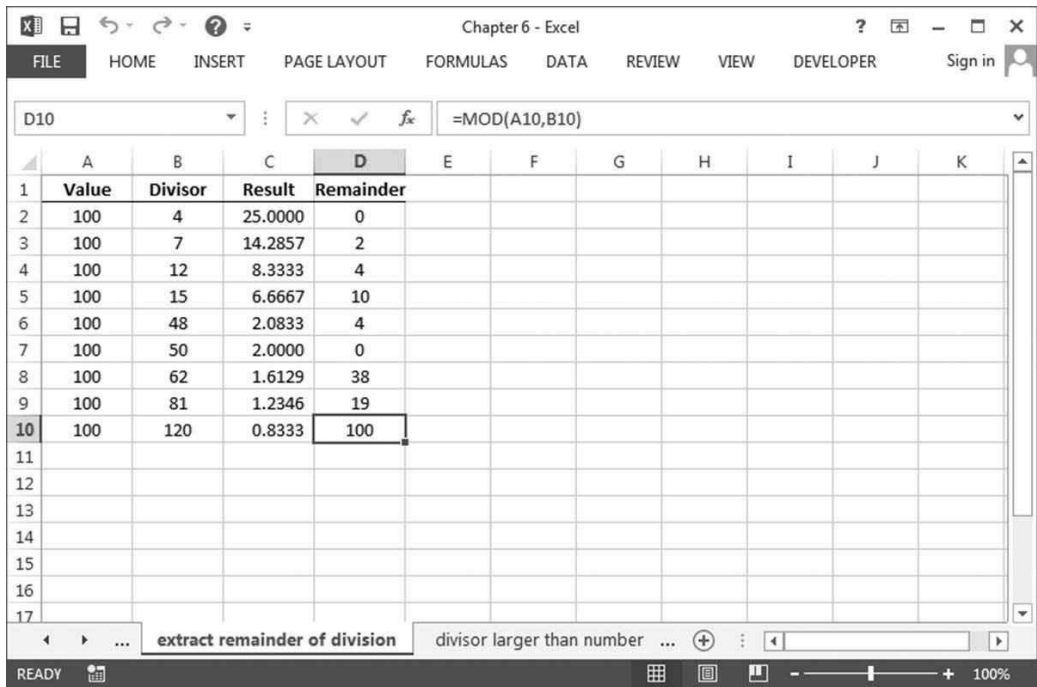 Chapter 6 - Excel ?
FILE HOME INSERT PAGE LAYOUT FORMULAS DATA REVIEW VIEW DEVELOPER Sign in
D10 fx =MOD(A10,B10)
A B C D E F G H I J K
1 Value Divisor Result Remainder
2 100 4 25.0000 0
3 100 7 14.2857 2
4 100 12 8.3333 4
5 100 15 6.6667 10
6 100 48 2.0833 4
7 100 50 2.0000 0
8 100 62 1.6129 38
9 100 81 1.2346 19
10 100 120 0.8333 100
11
12
13
14
15
16
17
... extract remainder of division divisor larger than number ...
READY 100%